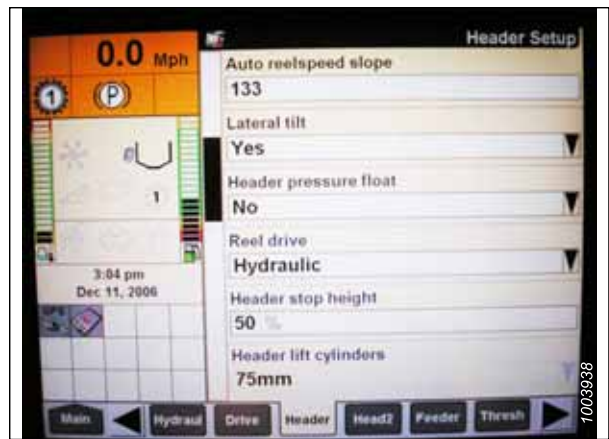 Header Setup
0.0 Mph
1
P
1
3:04 pm
Dec 11, 2006
Auto reelspeed slope
133
Lateral tilt
Yes
Header pressure float
No
Reel drive
Hydraulic
Header stop height
50 %
Header lift cylinders
75mm
Main
Hydraul
Drive
Header
Head2
Feeder
Thresh
1003938